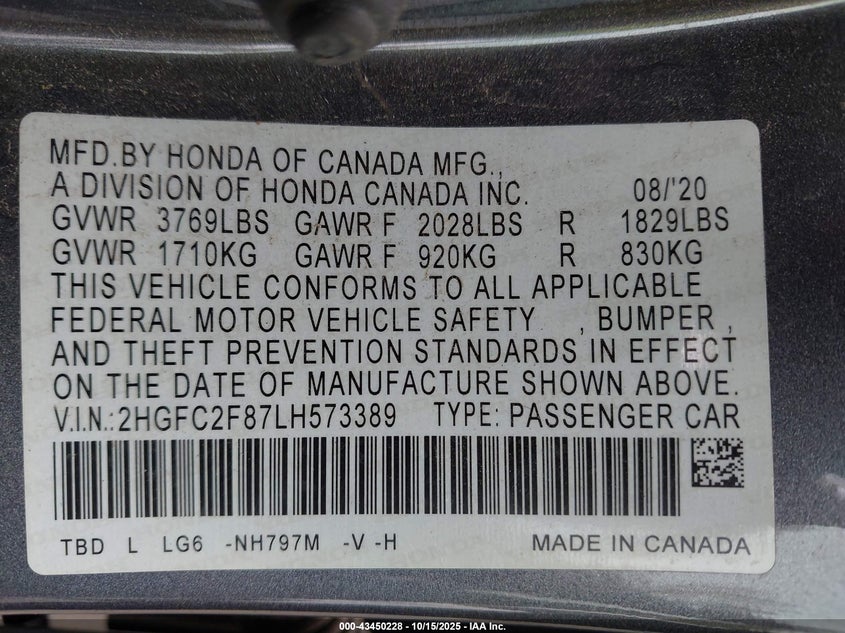 MFD.BY HONDA OF CANADA MFG.,
A DIVISION OF HONDA CANADA INC. 08/'20
GVWR 3769LBS GAWR F 2028LBS R 1829LBS
GVWR 1710KG GAWR F 920KG R 830KG
THIS VEHICLE CONFORMS TO ALL APPLICABLE
FEDERAL MOTOR VEHICLE SAFETY , BUMPER ,
AND THEFT PREVENTION STANDARDS IN EFFECT
ON THE DATE OF MANUFACTURE SHOWN ABOVE.
V.I.N.:2HGFC2F87LH573389 TYPE: PASSENGER CAR
TBD L LG6 -NH797M -V -H MADE IN CANADA
000-43450228 - 10/15/2025 - IAA Inc.